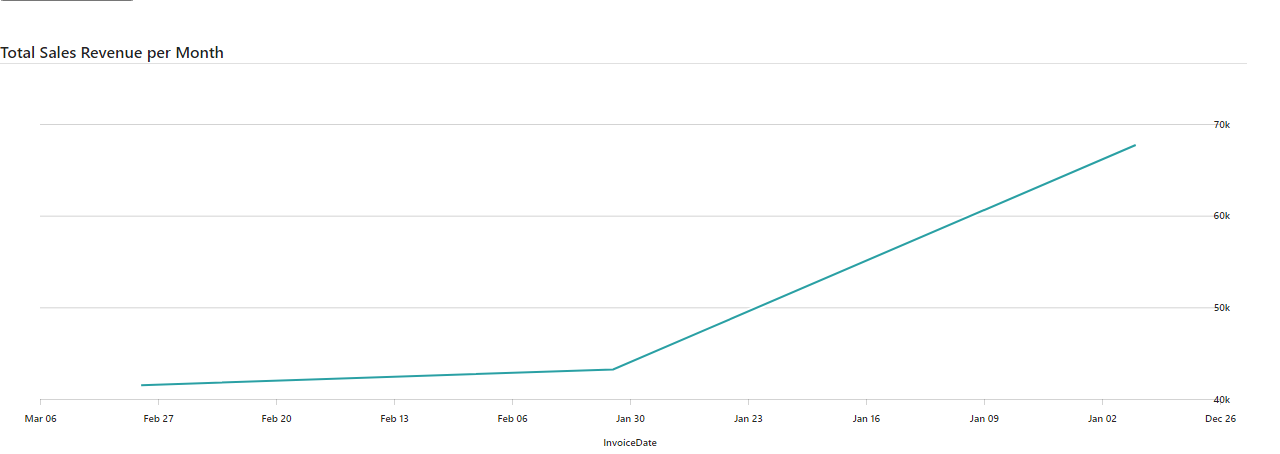 Total Sales Revenue per Month
70k
60k
50k
40k
Mar 06 Feb 27 Feb 20 Feb 13 Feb 06 Jan 30 Jan 23 Jan 16 Jan 09 Jan 02 Dec 26
InvoiceDate